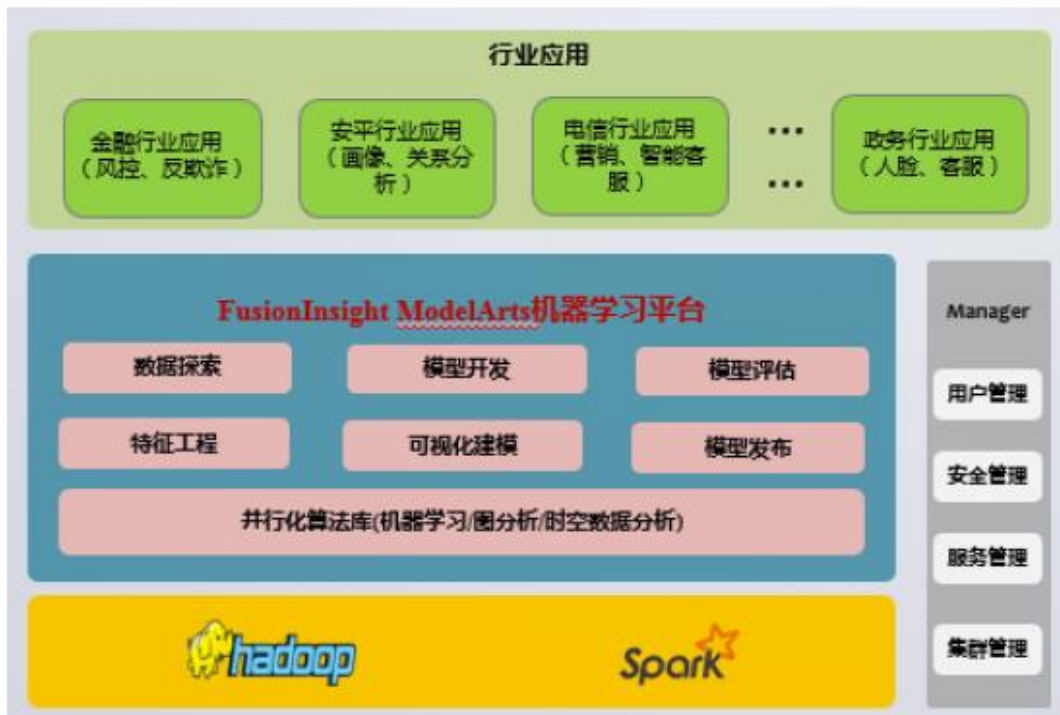 行业应用
金融行业应用
（风控、反欺诈）
安平行业应用
（画像、关系分
析）
电信行业应用
（营销、智能客
服）
...
...
政务行业应用
（人脸、客服）
FusionInsight ModelArts机器学习平台
数据探索
模型开发
模型评估
特征工程
可视化建模
模型发布
并行化算法库(机器学习/图分析/时空数据分析)
hadoop
Spark
Manager
用户管理
安全管理
服务管理
集群管理